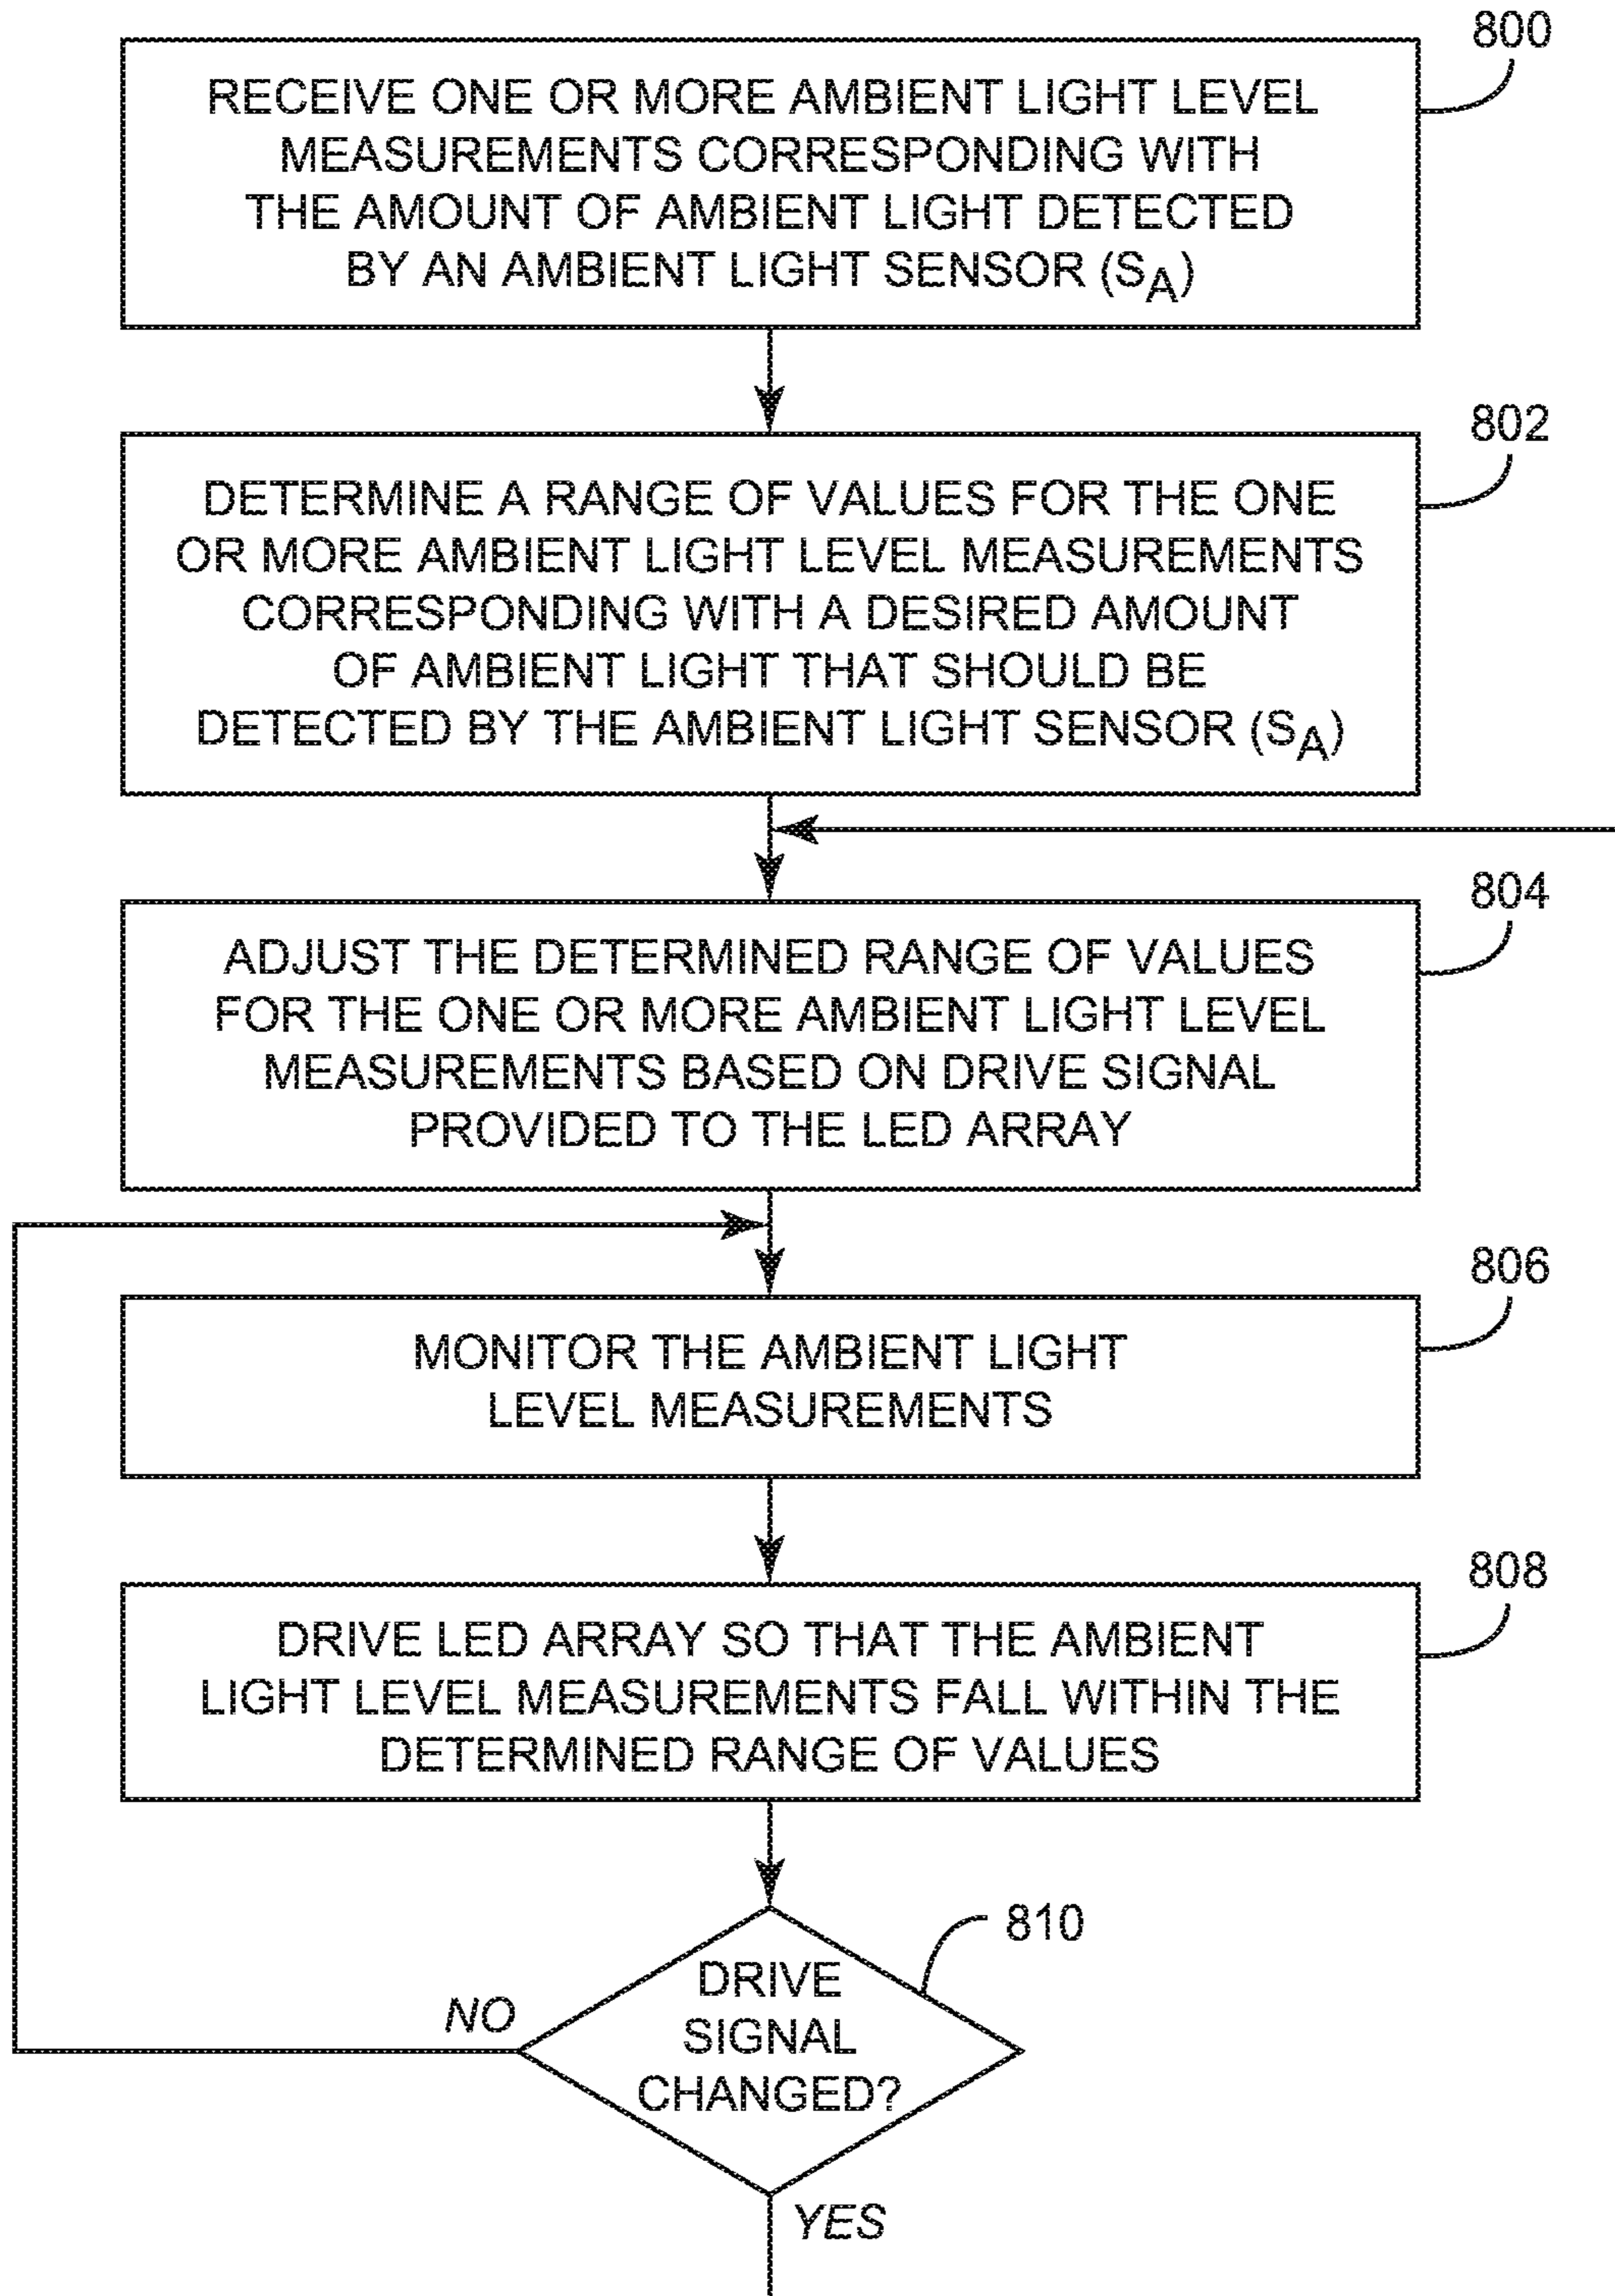 800
RECEIVE ONE OR MORE AMBIENT LIGHT LEVEL
MEASUREMENTS CORRESPONDING WITH
THE AMOUNT OF AMBIENT LIGHT DETECTED
BY AN AMBIENT LIGHT SENSOR (SA)
802
DETERMINE A RANGE OF VALUES FOR THE ONE
OR MORE AMBIENT LIGHT LEVEL MEASUREMENTS
CORRESPONDING WITH A DESIRED AMOUNT
OF AMBIENT LIGHT THAT SHOULD BE
DETECTED BY THE AMBIENT LIGHT SENSOR (SA)
804
ADJUST THE DETERMINED RANGE OF VALUES
FOR THE ONE OR MORE AMBIENT LIGHT LEVEL
MEASUREMENTS BASED ON DRIVE SIGNAL
PROVIDED TO THE LED ARRAY
806
MONITOR THE AMBIENT LIGHT
LEVEL MEASUREMENTS
808
DRIVE LED ARRAY SO THAT THE AMBIENT
LIGHT LEVEL MEASUREMENTS FALL WITHIN THE
DETERMINED RANGE OF VALUES
810
DRIVE
SIGNAL
CHANGED?
NO
YES